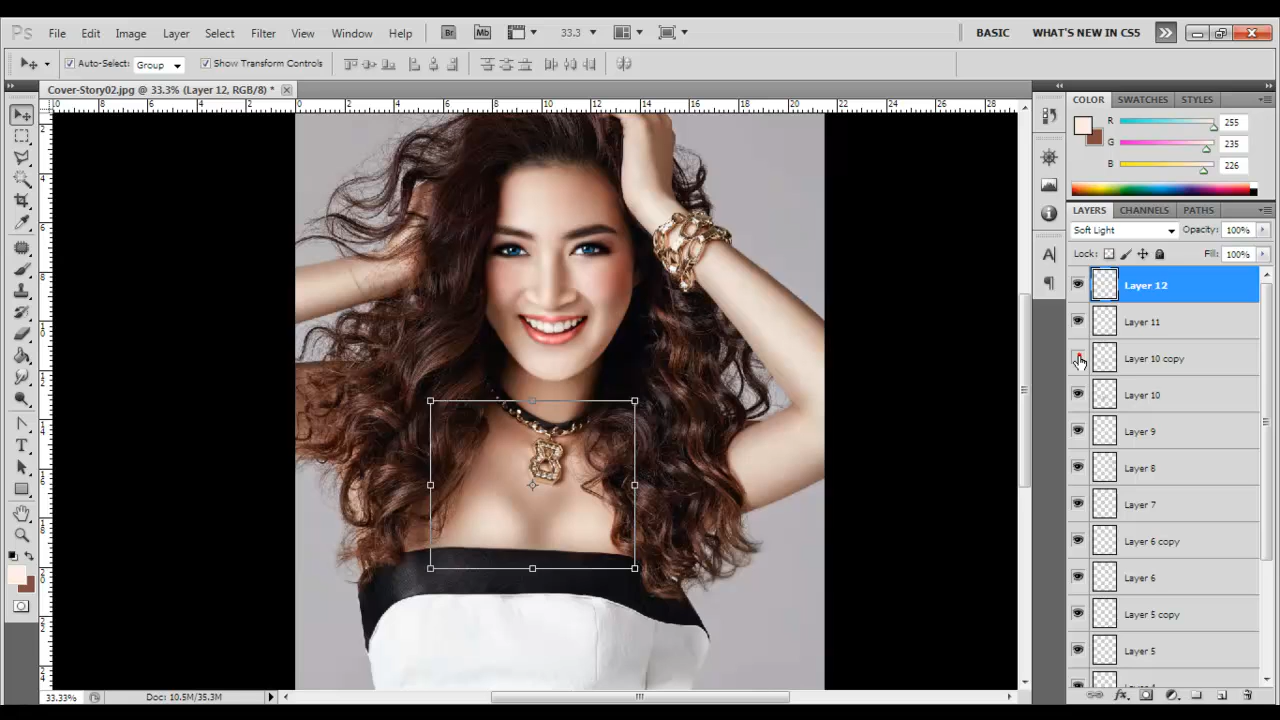 Ps File Edit Image Layer Select Filter View Window Help Br Mb 33.3 BASIC WHAT'S NEW IN CS5
Auto-Select: Group Show Transform Controls
Cover-Story02.jpg @ 33.3% (Layer 12, RGB/8) *
COLOR SWATCHES STYLES
R 255
G 235
B 226
LAYERS CHANNELS PATHS
Soft Light Opacity: 100%
Lock: Fill: 100%
Layer 12
Layer 11
Layer 10 copy
Layer 10
Layer 9
Layer 8
Layer 7
Layer 6 copy
Layer 6
Layer 5 copy
Layer 5
33.33% Doc: 10.5M/35.3M